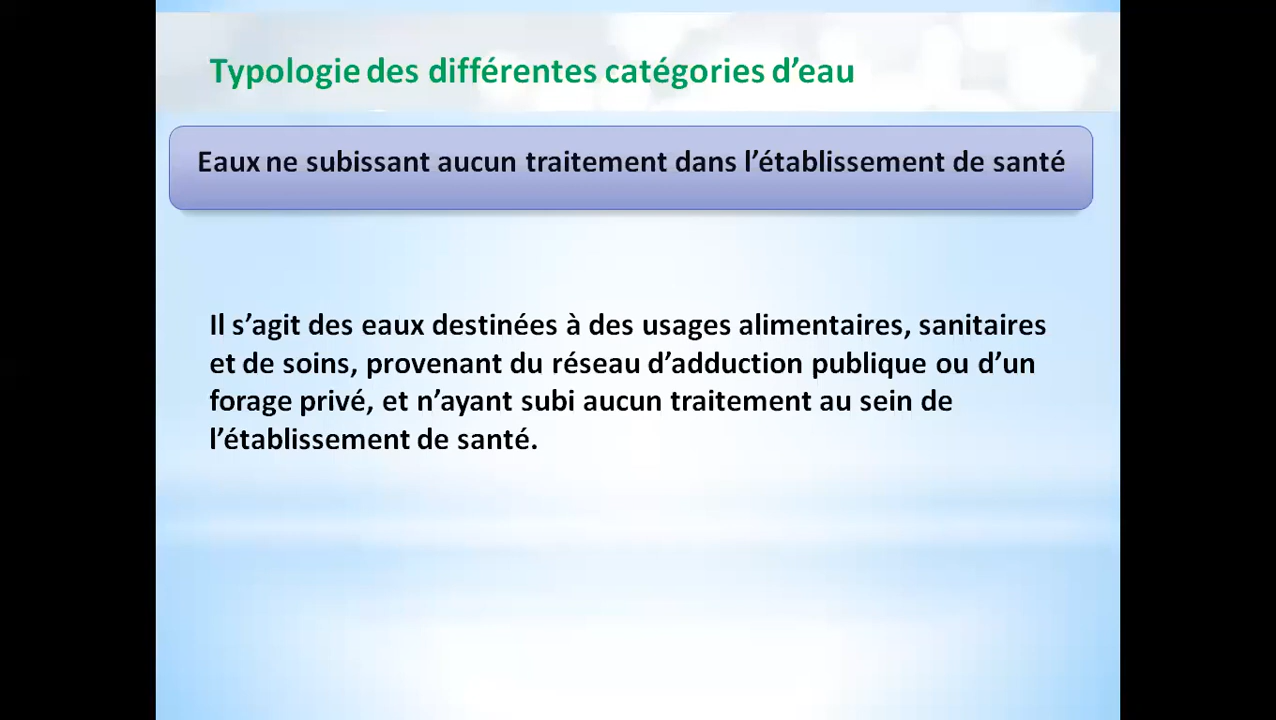 Typologie des différentes catégories d’eau
Eaux ne subissant aucun traitement dans l’établissement de santé
Il s’agit des eaux destinées à des usages alimentaires, sanitaires
et de soins, provenant du réseau d’adduction publique ou d’un
forage privé, et n’ayant subi aucun traitement au sein de
l’établissement de santé.